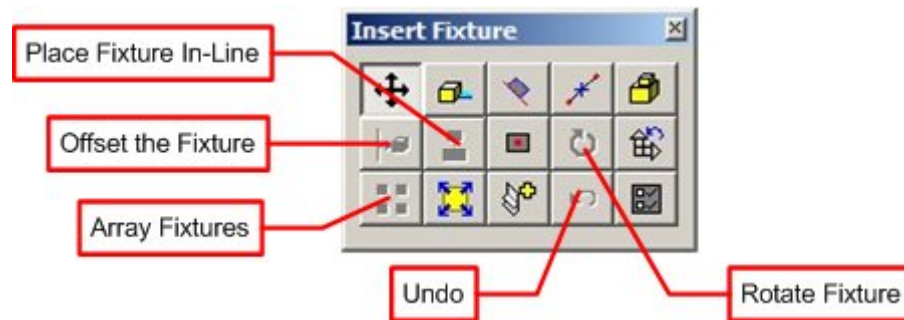 Insert Fixture
Place Fixture In-Line
Offset the Fixture
Array Fixtures
Undo
Rotate Fixture